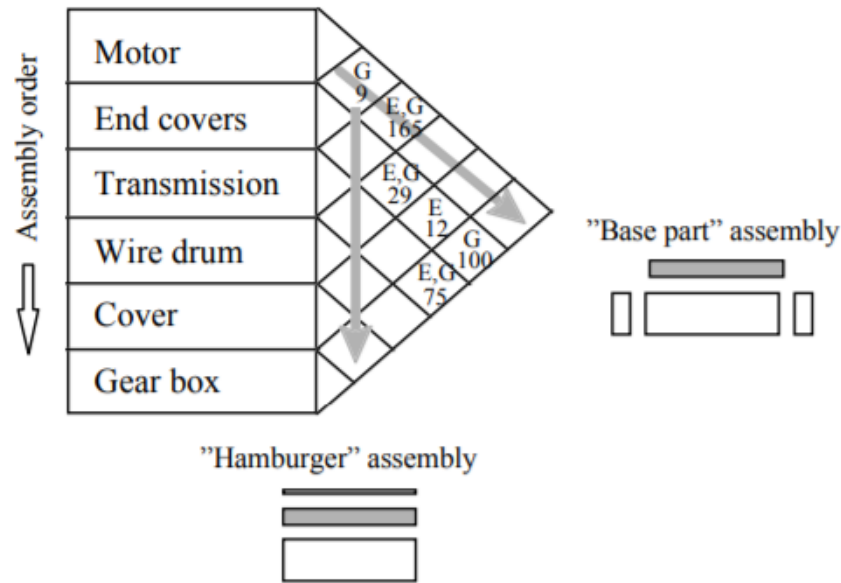 Assembly order
Motor
End covers
Transmission
Wire drum
Cover
Gear box
G
9
E,G
165
E,G
29
E
12
G
100
E,G
75
”Base part” assembly
”Hamburger” assembly